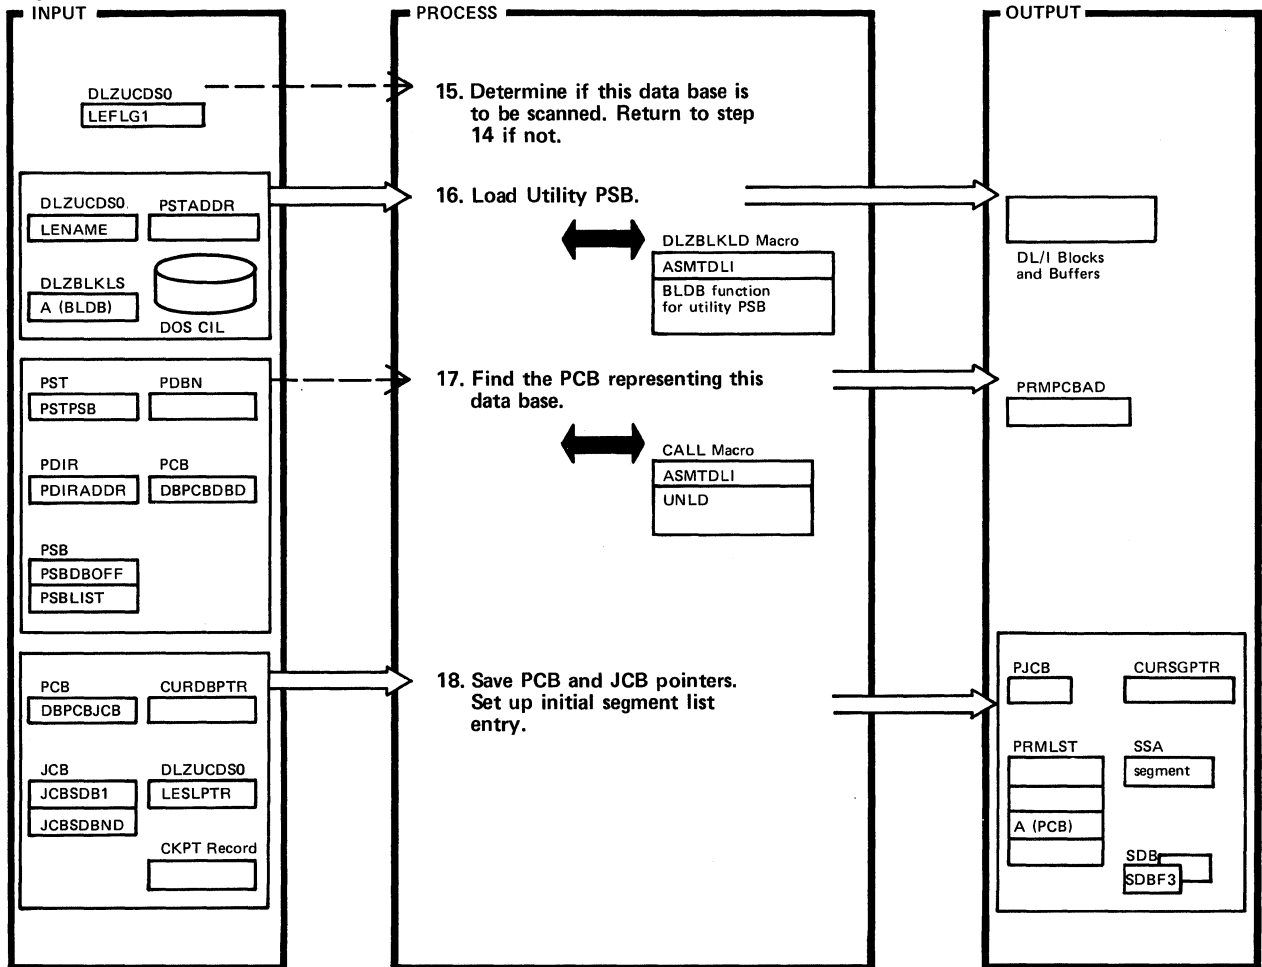 INPUT
PROCESS
OUTPUT
DLZUCDS0
LEFLG1
15. Determine if this data base is
to be scanned. Return to step
14 if not.
DLZUCDS0.
LENAME
PSTADDR
DLZBLKLS
A (BLDB)
DOS CIL
16. Load Utility PSB.
DLZBLKLD Macro
ASMTDLI
BLDB function
for utility PSB
DL/I Blocks
and Buffers
PST
PSTPSB
PDBN
PDIR
PDIRADDR
PCB
DBPCBDBD
PSB
PSBDBOFF
PSBLIST
17. Find the PCB representing this
data base.
CALL Macro
ASMTDLI
UNLD
PRMPCBAD
PCB
DBPCBJCB
CURDBPTR
JCB
JCBSDB1
JCBSDBND
DLZUCDS0
LESLPTR
CKPT Record
18. Save PCB and JCB pointers.
Set up initial segment list
entry.
PJCB
CURSGPTR
PRMLST
A (PCB)
SSA
segment
SDB
SDBF3